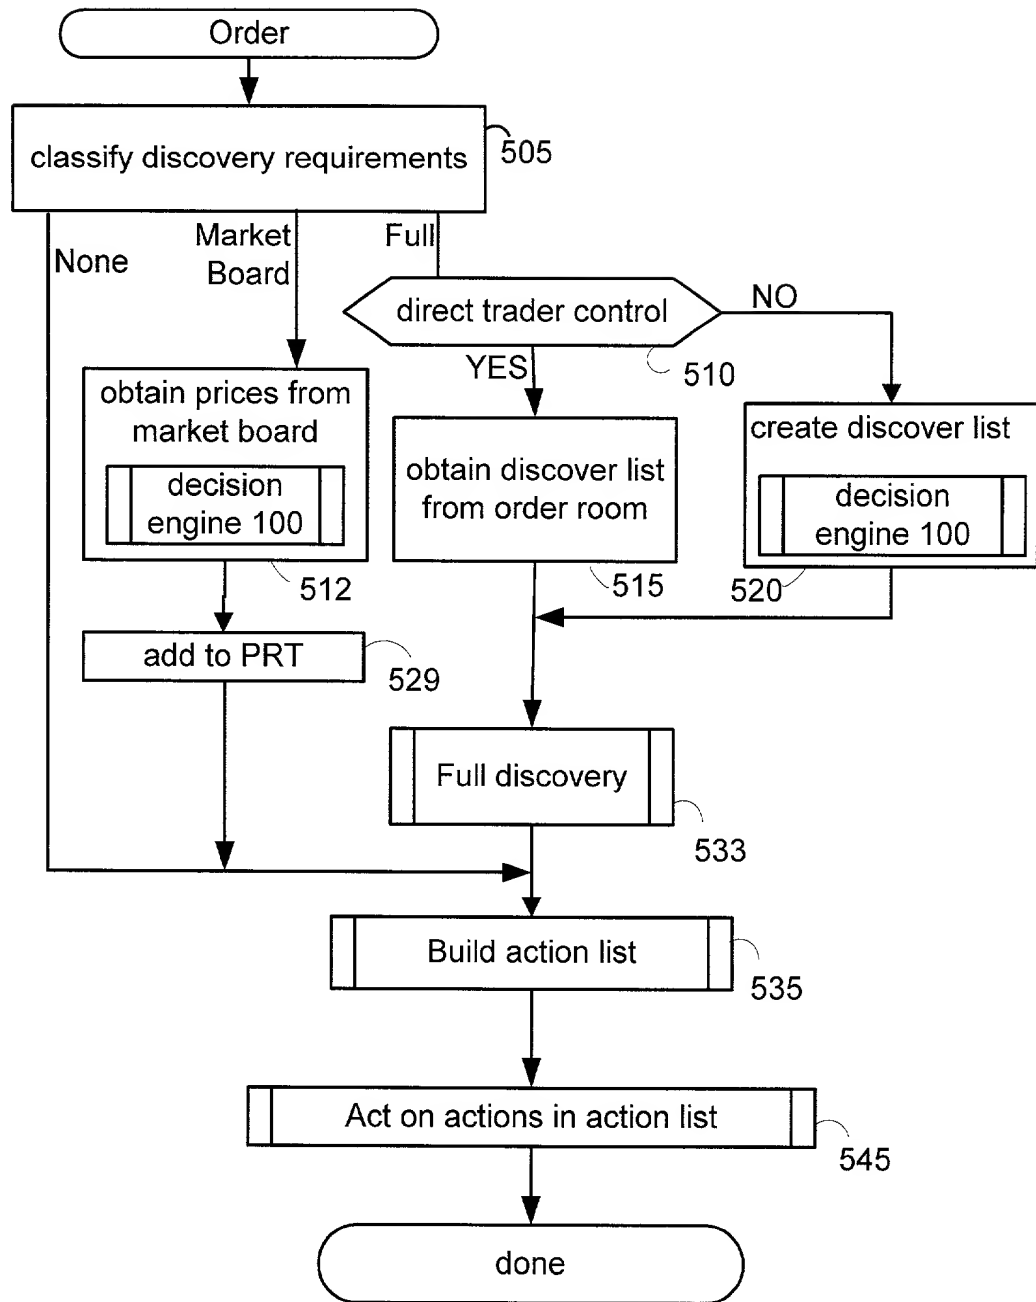 Order
classify discovery requirements
505
None
Market
Board
Full
direct trader control
NO
YES
510
obtain prices from
market board
decision
engine 100
512
obtain discover list
from order room
515
create discover list
decision
engine 100
520
add to PRT
529
Full discovery
533
Build action list
535
Act on actions in action list
545
done